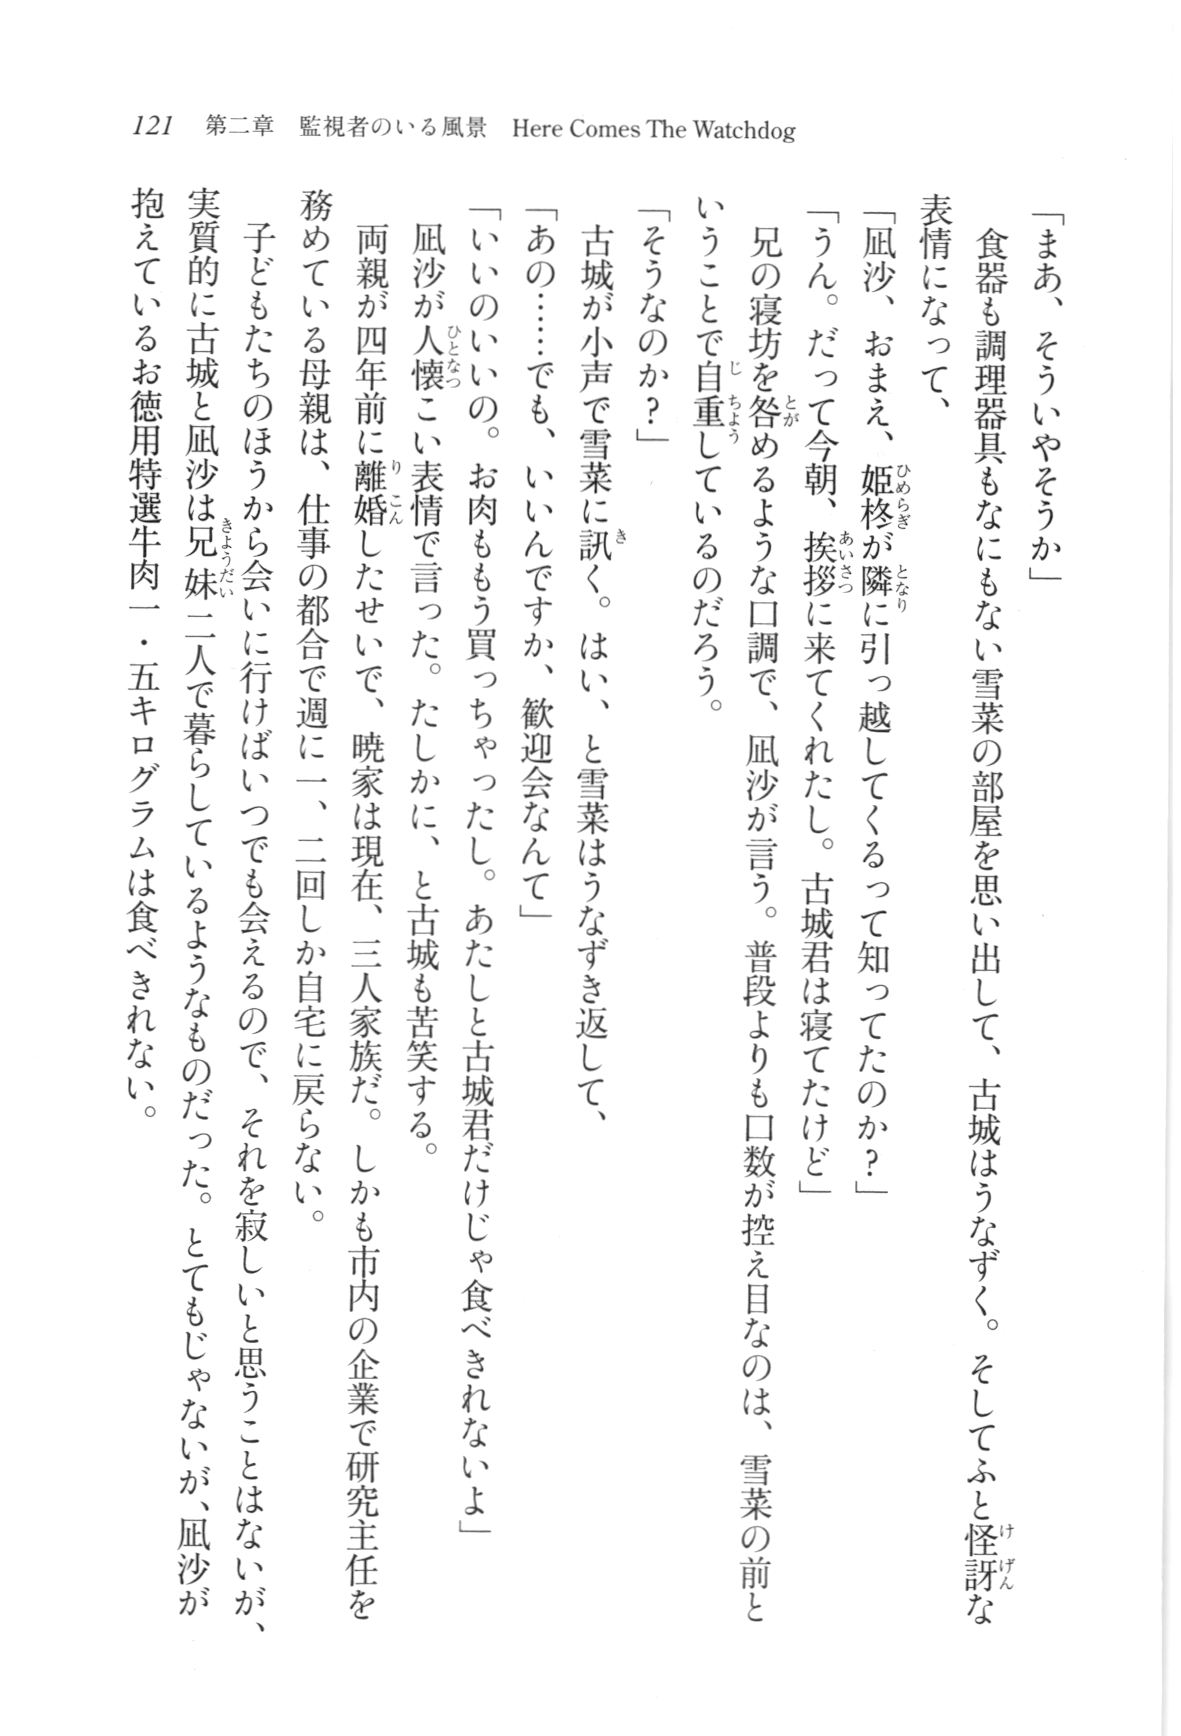 121　第二章　監視者のいる風景　Here Comes The Watchdog
「まあ、そういやそうか」
　食器も調理器具もなにもない雪菜の部屋を思い出して、古城はうなずく。そしてふと怪訝な
表情になって、
「凪沙、おまえ、姫柊が隣に引っ越してくるって知ってたのか？」
「うん。だって今朝、挨拶に来てくれたし。古城君は寝てたけど」
　兄の寝坊を咎めるような口調で、凪沙が言う。普段よりも口数が控え目なのは、雪菜の前と
いうことで自重しているのだろう。
「そうなのか？」
　古城が小声で雪菜に訊く。はい、と雪菜はうなずき返して、
「あの……でも、いいんですか、歓迎会なんて」
「いいのいいの。お肉ももう買っちゃったし。あたしと古城君だけじゃ食べきれないよ」
　凪沙が人懐こい表情で言った。たしかに、と古城も苦笑する。
　両親が四年前に離婚したせいで、暁家は現在、三人家族だ。しかも市内の企業で研究主任を
務めている母親は、仕事の都合で週に一、二回しか自宅に戻らない。
　子どもたちのほうから会いに行けばいつでも会えるので、それを寂しいと思うことはないが、
実質的に古城と凪沙は兄妹二人で暮らしているようなものだった。とてもじゃないが、凪沙が
抱えているお徳用特選牛肉一・五キログラムは食べきれない。